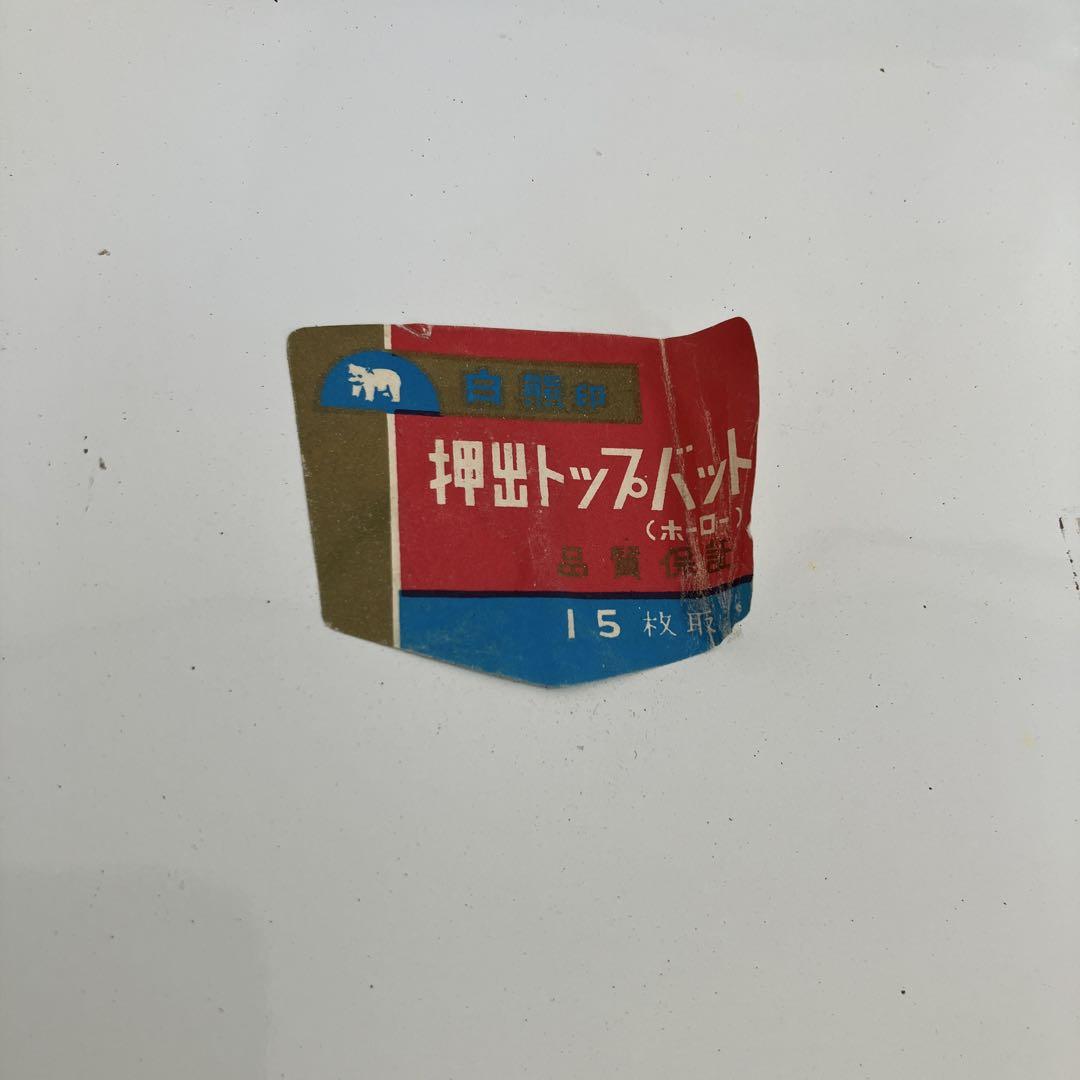 白熊印
押出トップバット
(ホーロー)
品質保証
15枚取